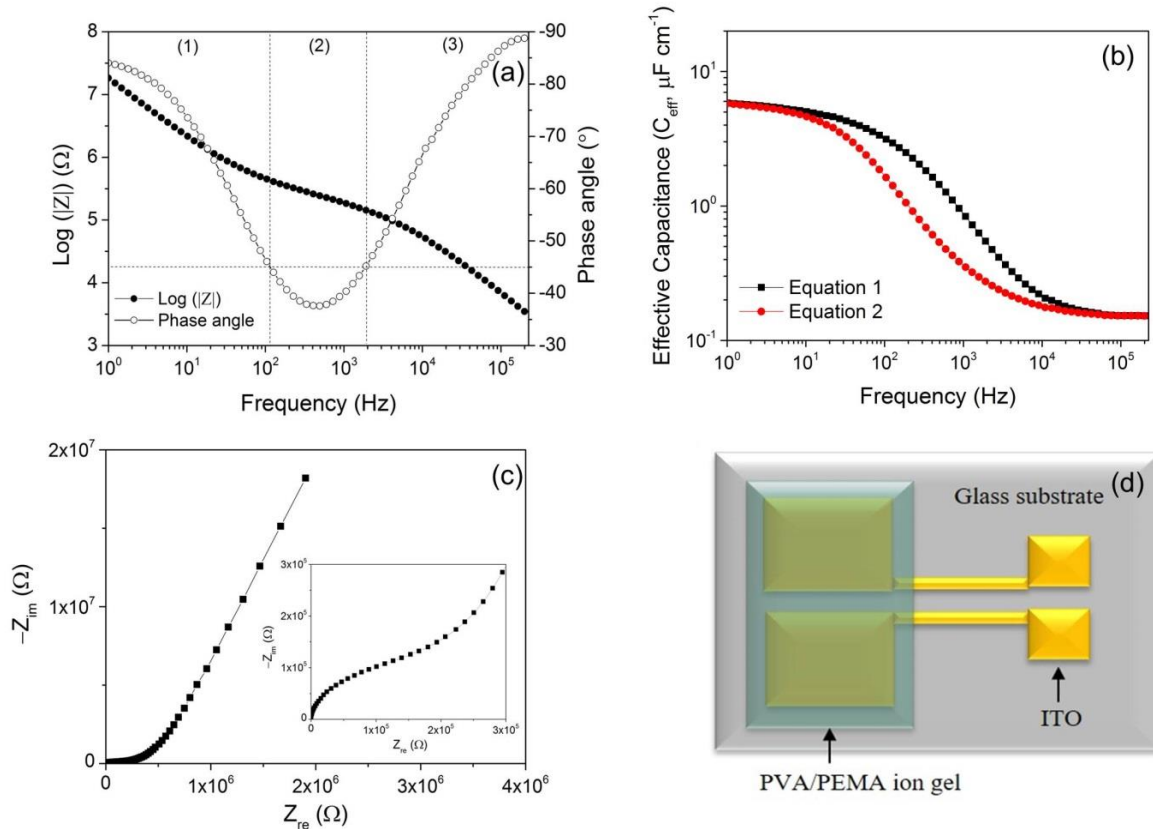 (a)
(1) (2) (3)
8
7
6
5
4
3
Log (|Z|) (Ω)
-90
-80
-70
-60
-50
-40
-30
Phase angle (°)
Log (|Z|)
Phase angle
10⁰ 10¹ 10² 10³ 10⁴ 10⁵
Frequency (Hz)
(b)
10¹
10⁰
10⁻¹
Effective Capacitance (C_eff, μF cm⁻¹)
Equation 1
Equation 2
10⁰ 10¹ 10² 10³ 10⁴ 10⁵
Frequency (Hz)
(c)
2x10⁷
1x10⁷
0
−Z_im (Ω)
3x10⁵
2x10⁵
1x10⁵
0
−Z_im (Ω)
0 1x10⁵ 2x10⁵ 3x10⁵
Z_re (Ω)
0 1x10⁶ 2x10⁶ 3x10⁶ 4x10⁶
Z_re (Ω)
(d)
Glass substrate
ITO
PVA/PEMA ion gel